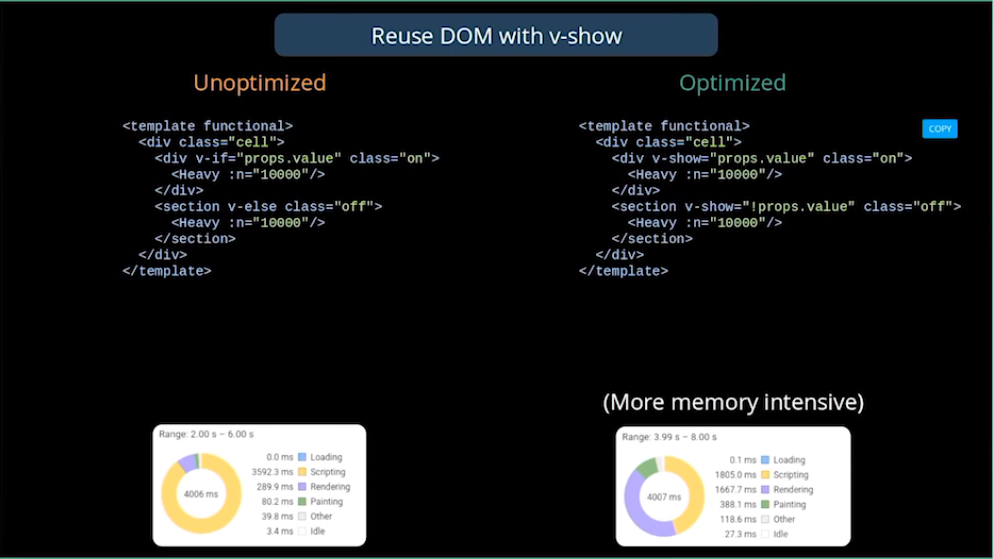 Reuse DOM with v-show
Unoptimized
<template functional>
  <div class="cell">
    <div v-if="props.value" class="on">
      <Heavy :n="10000"/>
    </div>
    <section v-else class="off">
      <Heavy :n="10000"/>
    </section>
  </div>
</template>
Range: 2.00 s – 6.00 s
4006 ms
0.0 ms Loading
3592.3 ms Scripting
289.9 ms Rendering
80.2 ms Painting
39.8 ms Other
3.4 ms Idle
Optimized
COPY
<template functional>
  <div class="cell">
    <div v-show="props.value" class="on">
      <Heavy :n="10000"/>
    </div>
    <section v-show="!props.value" class="off">
      <Heavy :n="10000"/>
    </section>
  </div>
</template>
(More memory intensive)
Range: 3.99 s – 8.00 s
4007 ms
0.1 ms Loading
1805.0 ms Scripting
1667.7 ms Rendering
388.1 ms Painting
118.6 ms Other
27.3 ms Idle